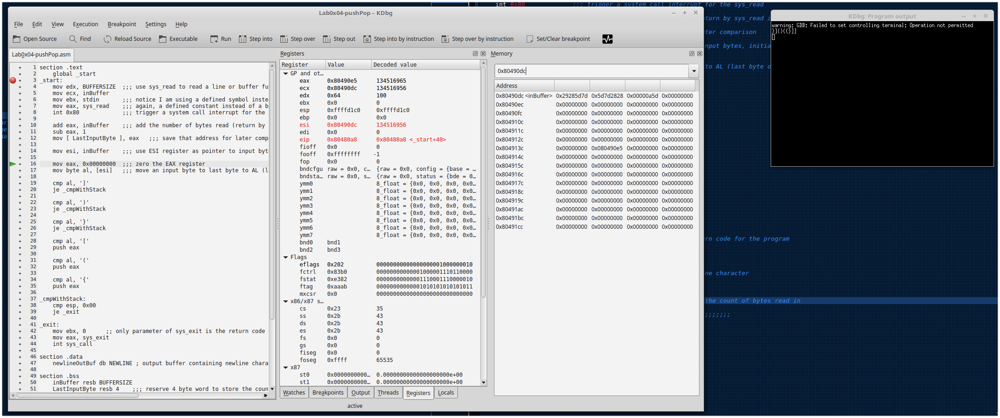 Lab0x04-pushPop – KDbg
File Edit View Execution Breakpoint Settings Help
Open Source Find Reload Source Executable Run Step into Step over Step out Step into by instruction Step over by instruction Set/Clear breakpoint
Lab0x04-pushPop.asm
+ 1 section .text
+ 2 global _start
+ 3 _start:
+ 4 mov edx, BUFFERSIZE ;;; use sys_read to read a line or buffer fu
+ 5 mov ecx, inBuffer
+ 6 mov ebx, stdin ;;; notice I am using a defined symbol inste
+ 7 mov eax, sys_read ;;; again, a defined constant instead of a b
+ 8 int 0x80 ;;; trigger a system call interrupt for the
+ 9
+ 10 add eax, inBuffer ;;; add the number of bytes read (return by
+ 11 sub eax, 1
+ 12 mov [ LastInputByte ], eax ;;; save that address for later comp
+ 13
+ 14 mov esi, inBuffer ;;; use ESI register as pointer to input byt
+ 15
+ 16 mov eax, 0x00000000 ;;; zero the EAX register
+ 17 mov byte al, [esi] ;;; move an input byte to last byte to AL (l
+ 18
+ 19 cmp al, ']'
+ 20 je _cmpWithStack
+ 21
+ 22 cmp al, ')'
+ 23 je _cmpWithStack
+ 24
+ 25 cmp al, '}'
+ 26 je _cmpWithStack
+ 27
+ 28 cmp al, '['
+ 29 push eax
+ 30
+ 31 cmp al, '('
+ 32 push eax
+ 33
+ 34 cmp al, '{'
+ 35 push eax
+ 36
+ 37 _cmpWithStack:
+ 38 cmp esp, 0x00
+ 39 je _exit
+ 40
+ 41 _exit:
+ 42 mov ebx, 0 ;; only parameter of sys_exit is the return code
+ 43 mov eax, sys_exit
+ 44 int sys_call
+ 45
+ 46 section .data
+ 47 newlineOutBuf db NEWLINE ; output buffer containing newline chara
+ 48
+ 49 section .bss
+ 50 inBuffer resb BUFFERSIZE
+ 51 LastInputByte resb 4 ;;; reserve 4 byte word to store the coun
Registers
Register Value Decoded value
GP and ot...
eax 0x80490e5 134516965
ecx 0x80490dc 134516956
edx 0x64 100
ebx 0x0 0
esp 0xffffd1c0 0xffffd1c0
ebp 0x0 0x0
esi 0x80490dc 134516956
edi 0x0 0
eip 0x80480a8 0x80480a8 <_start+40>
fioff 0x0 0
fooff 0xffffffff -1
fop 0x0 0
bndcfgu raw = 0x0, c... {raw = 0x0, config = {base = ...
bndsta... raw = 0x0, s... {raw = 0x0, status = {bde = 0...
ymm0 8_float = {0x0, 0x0, 0x0, 0x0...
ymm1 8_float = {0x0, 0x0, 0x0, 0x0...
ymm2 8_float = {0x0, 0x0, 0x0, 0x0...
ymm3 8_float = {0x0, 0x0, 0x0, 0x0...
ymm4 8_float = {0x0, 0x0, 0x0, 0x0...
ymm5 8_float = {0x0, 0x0, 0x0, 0x0...
ymm6 8_float = {0x0, 0x0, 0x0, 0x0...
ymm7 8_float = {0x0, 0x0, 0x0, 0x0...
bnd0 bnd1
bnd2 bnd3
Flags
eflags 0x202 00000000000000000001000000010
fctrl 0x83b0 00000000000001000001110110000
fstat 0xe382 00000000000001110001110000010
ftag 0xaaab 00000000000001010101010101011
mxcsr 0x0 00000000000000000000000000000
x86/x87 s...
cs 0x23 35
ss 0x2b 43
ds 0x2b 43
es 0x2b 43
fs 0x0 0
gs 0x0 0
fiseg 0x0 0
foseg 0xffff 65535
x87
st0 0x0000000000... 0.00000000000000000000e+00
st1 0x0000000000... 0.00000000000000000000e+00
Watches Breakpoints Output Threads Registers Locals
active
Memory
0x80490dc
Address
0x80490dc <inBuffer> 0x29285d7d 0x5d7d2828 0x00000a5d 0x00000000
0x80490ec 0x00000000 0x00000000 0x00000000 0x00000000
0x80490fc 0x00000000 0x00000000 0x00000000 0x00000000
0x804910c 0x00000000 0x00000000 0x00000000 0x00000000
0x804911c 0x00000000 0x00000000 0x00000000 0x00000000
0x804912c 0x00000000 0x00000000 0x00000000 0x00000000
0x804913c 0x00000000 0x080490e5 0x00000000 0x00000000
0x804914c 0x00000000 0x00000000 0x00000000 0x00000000
0x804915c 0x00000000 0x00000000 0x00000000 0x00000000
0x804916c 0x00000000 0x00000000 0x00000000 0x00000000
0x804917c 0x00000000 0x00000000 0x00000000 0x00000000
0x804918c 0x00000000 0x00000000 0x00000000 0x00000000
0x804919c 0x00000000 0x00000000 0x00000000 0x00000000
0x80491ac 0x00000000 0x00000000 0x00000000 0x00000000
0x80491bc 0x00000000 0x00000000 0x00000000 0x00000000
0x80491cc 0x00000000 0x00000000 0x00000000 0x00000000
8 int 0x80 ;;; trigger a system call interrupt for the sys_read
turn by sys_read i
ter comparison
nput bytes, initia
to AL (last byte o
rn code for the program
ne character
the count of bytes read in
;;;;;;;
KDbg: Program output
warning: GDB: Failed to set controlling terminal: Operation not permitted
}]()((}]]